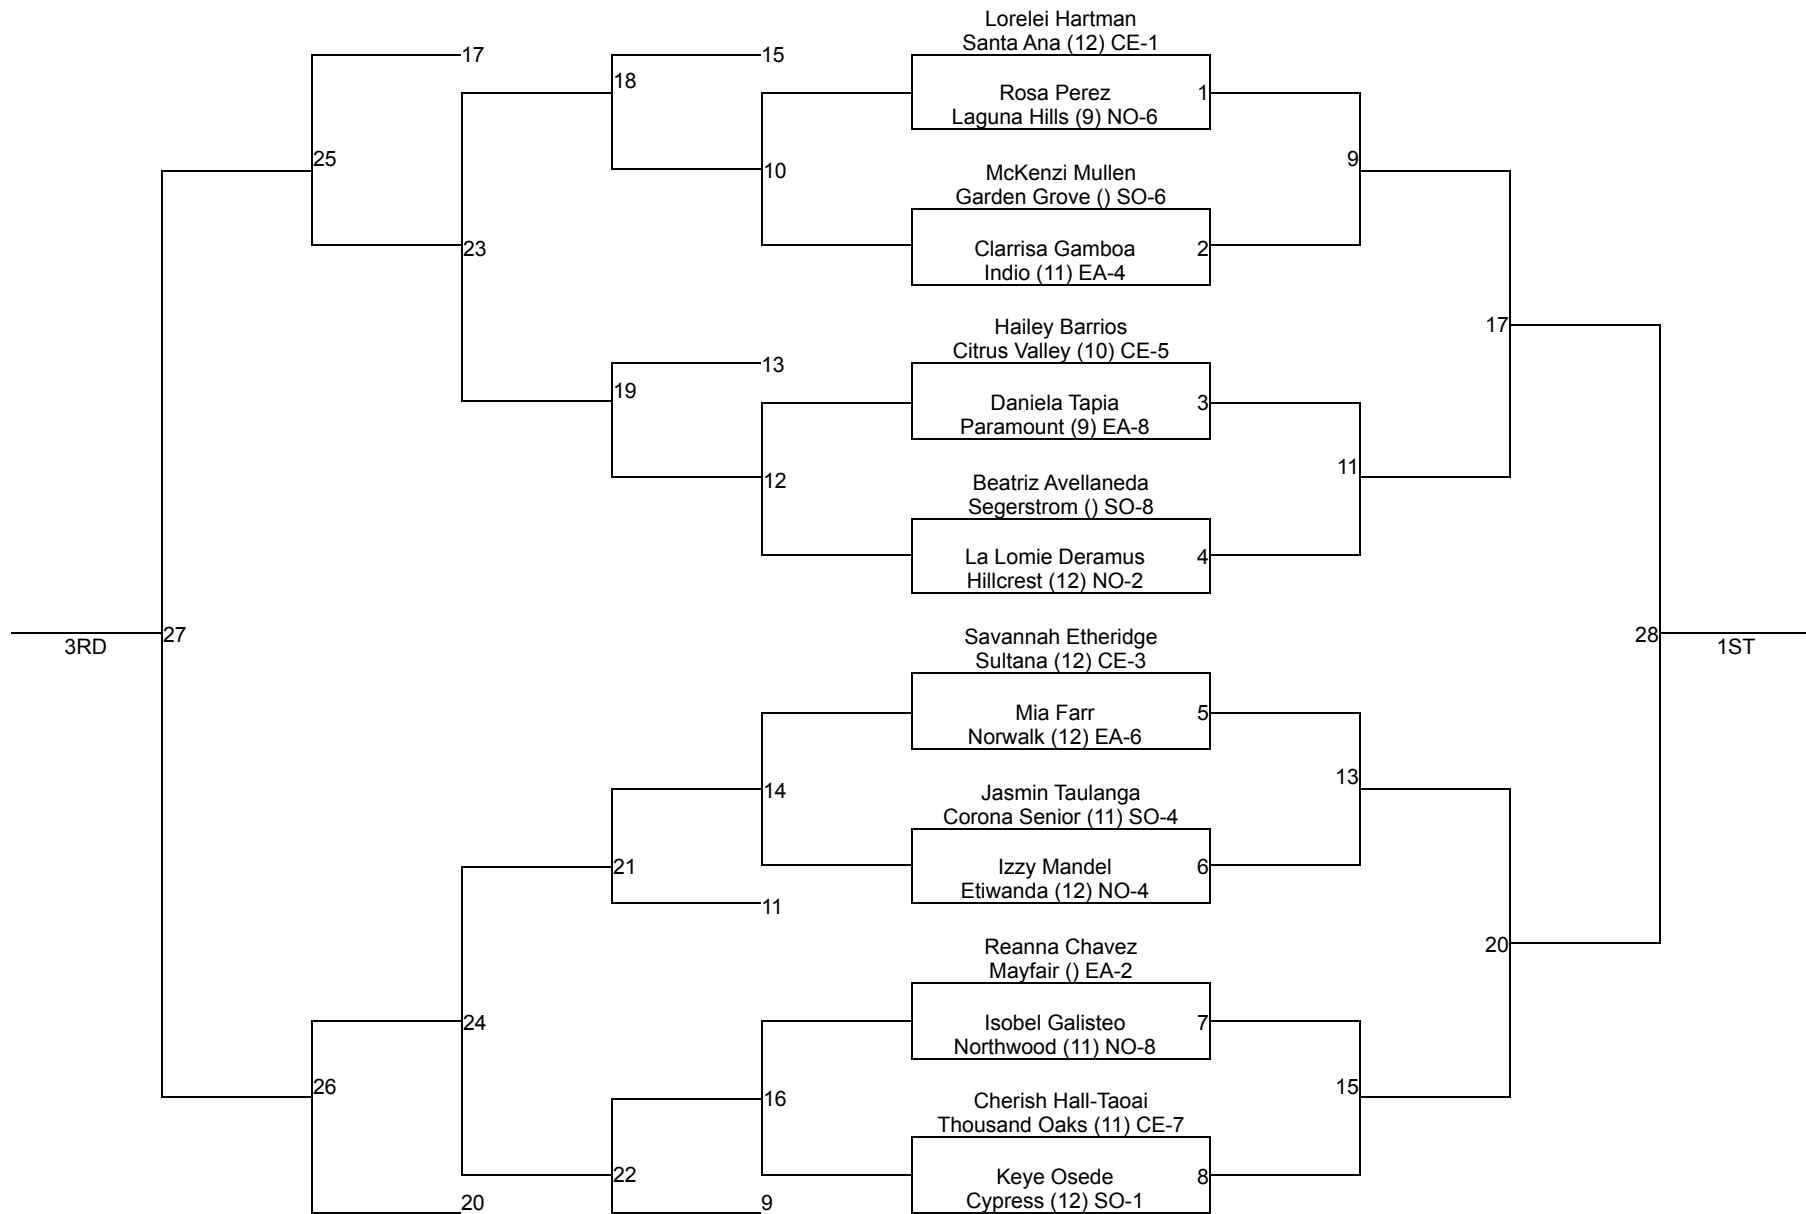 Lorelei Hartman
Santa Ana (12) CE-1
17
15
18
Rosa Perez
1
Laguna Hills (9) NO-6
25
9
10
McKenzi Mullen
Garden Grove () SO-6
23
Clarrisa Gamboa
2
Indio (11) EA-4
Hailey Barrios
17
Citrus Valley (10) CE-5
13
19
Daniela Tapia
3
Paramount (9) EA-8
11
12
Beatriz Avellaneda
Segerstrom () SO-8
La Lomie Deramus
4
Hillcrest (12) NO-2
27
3RD
Savannah Etheridge
28
1ST
Sultana (12) CE-3
Mia Farr
5
Norwalk (12) EA-6
13
14
Jasmin Taulanga
Corona Senior (11) SO-4
21
Izzy Mandel
6
Etiwanda (12) NO-4
11
Reanna Chavez
20
Mayfair () EA-2
24
Isobel Galisteo
7
Northwood (11) NO-8
26
15
16
Cherish Hall-Taoai
Thousand Oaks (11) CE-7
22
Keye Osede
8
20
9
Cypress (12) SO-1